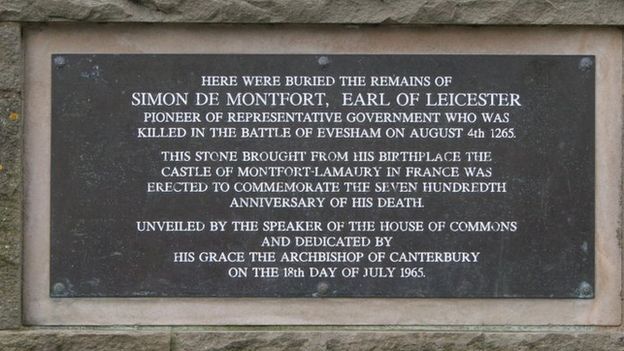 HERE WERE BURIED THE REMAINS OF
SIMON DE MONTFORT, EARL OF LEICESTER
PIONEER OF REPRESENTATIVE GOVERNMENT WHO WAS
KILLED IN THE BATTLE OF EVESHAM ON AUGUST 4th 1265.
THIS STONE BROUGHT FROM HIS BIRTHPLACE THE
CASTLE OF MONTFORT-LAMAURY IN FRANCE WAS
ERECTED TO COMMEMORATE THE SEVEN HUNDREDTH
ANNIVERSARY OF HIS DEATH.
UNVEILED BY THE SPEAKER OF THE HOUSE OF COMMONS
AND DEDICATED BY
HIS GRACE THE ARCHBISHOP OF CANTERBURY
ON THE 18th DAY OF JULY 1965.